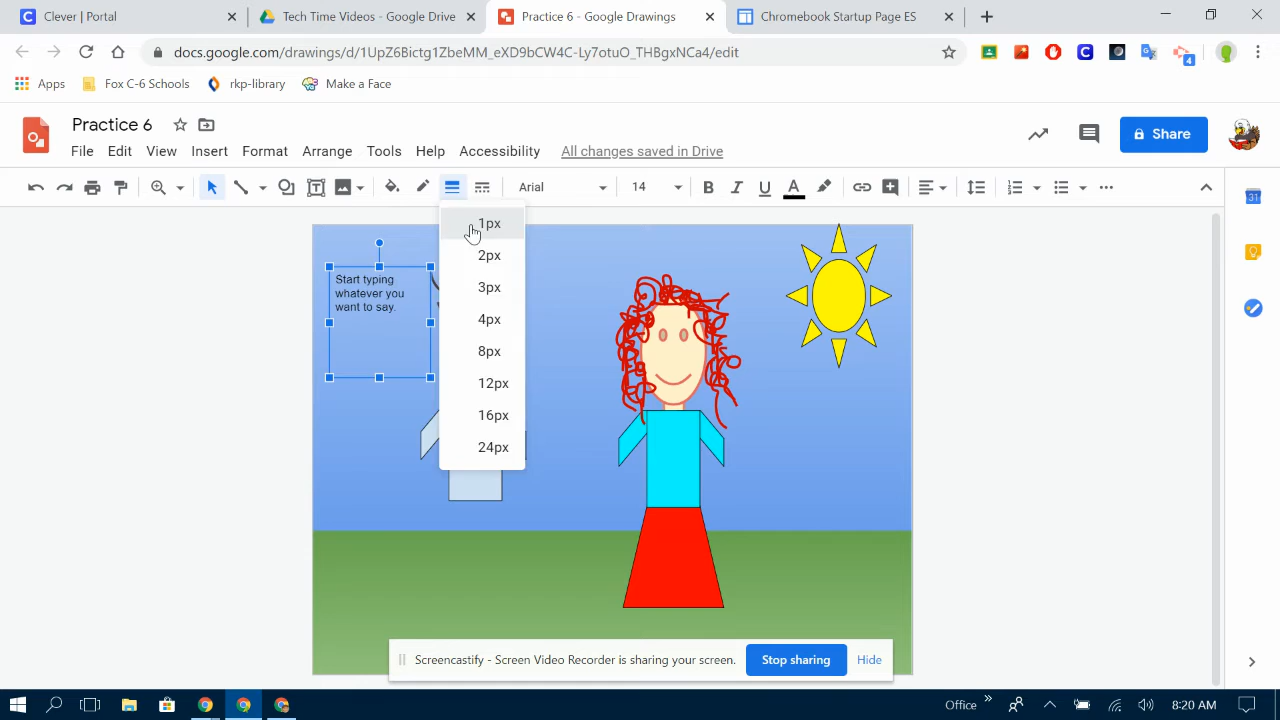 Clever | Portal
Tech Time Videos - Google Drive
Practice 6 - Google Drawings
Chromebook Startup Page ES
docs.google.com/drawings/d/1UpZ6Bictg1ZbeMM_eXD9bCW4C-Ly7otuO_THBgxNCa4/edit
4
Apps
Fox C-6 Schools
rkp-library
Make a Face
Practice 6
Share
File Edit View Insert Format Arrange Tools Help Accessibility All changes saved in Drive
Arial 14 B I U A
31
1px
2px
3px
4px
8px
12px
16px
24px
Start typing
whatever you
want to say.
Screencastify - Screen Video Recorder is sharing your screen.
Stop sharing
Hide
Office
8:20 AM